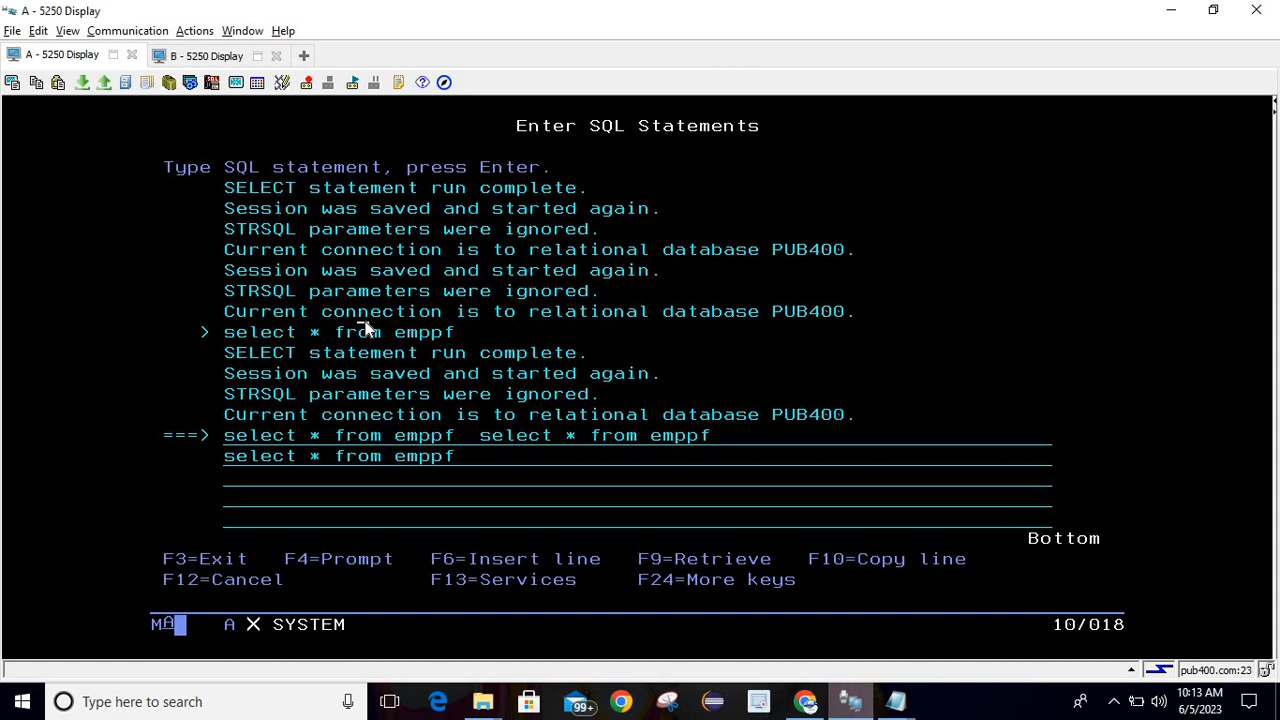 A - 5250 Display
File Edit View Communication Actions Window Help
A - 5250 Display B - 5250 Display
Enter SQL Statements
Type SQL statement, press Enter.
SELECT statement run complete.
Session was saved and started again.
STRSQL parameters were ignored.
Current connection is to relational database PUB400.
Session was saved and started again.
STRSQL parameters were ignored.
Current connection is to relational database PUB400.
> select * from emppf
SELECT statement run complete.
Session was saved and started again.
STRSQL parameters were ignored.
Current connection is to relational database PUB400.
===> select * from emppf select * from emppf
select * from emppf
Bottom
F3=Exit F4=Prompt F6=Insert line F9=Retrieve F10=Copy line
F12=Cancel F13=Services F24=More keys
MA A X SYSTEM 10/018
pub400.com:23
Type here to search
99+
10:13 AM
6/5/2023